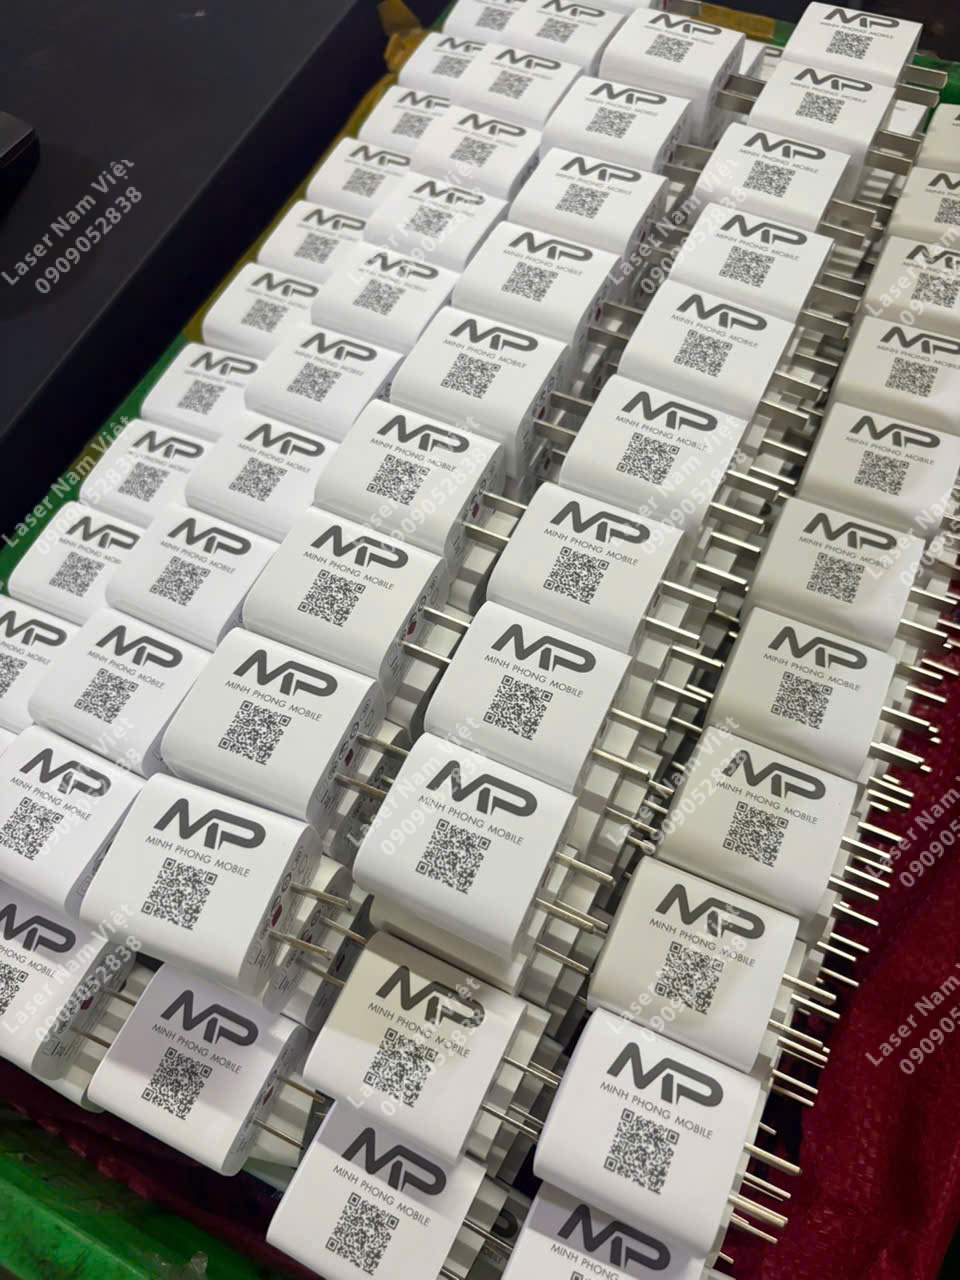 MP
MINH PHONG MOBILE
Laser Nam Việt
0909052838